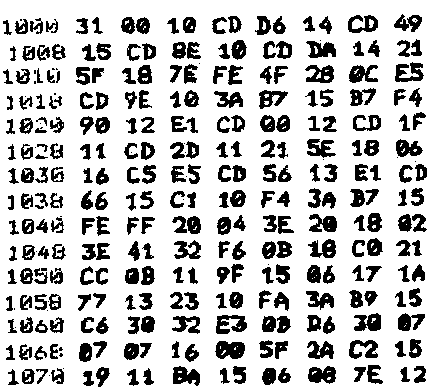 1000 31 00 10 CD D6 14 CD 49
1008 15 CD 8E 10 CD DA 14 21
1010 5F 18 7E FE 4F 28 0C E5
1018 CD 9E 10 3A B7 15 B7 F4
1020 90 12 E1 CD 00 12 CD 1F
1028 11 CD 2D 11 21 5E 18 06
1030 16 C5 E5 CD 56 13 E1 CD
1038 66 15 C1 10 F4 3A B7 15
1040 FE FF 20 04 3E 20 18 02
1048 3E 41 32 F6 0B 18 C0 21
1050 CC 0B 11 9F 15 06 17 1A
1058 77 13 23 10 FA 3A B9 15
1060 C6 30 32 E3 0B D6 30 07
1068 07 07 16 00 5F 2A C2 15
1070 19 11 BA 15 06 08 7E 12